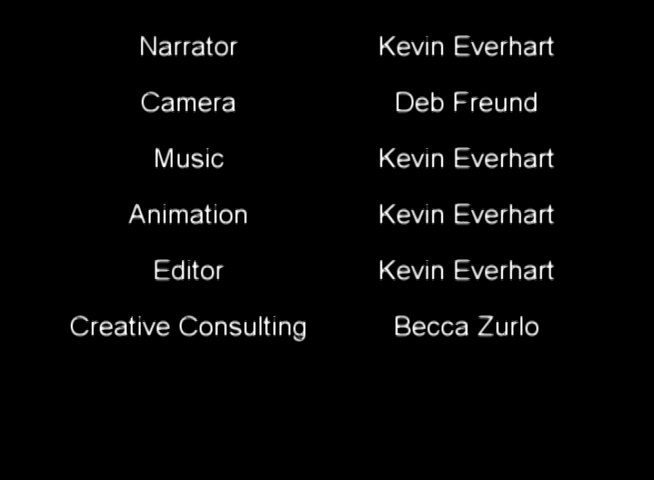 Narrator Kevin Everhart
Camera Deb Freund
Music Kevin Everhart
Animation Kevin Everhart
Editor Kevin Everhart
Creative Consulting Becca Zurlo